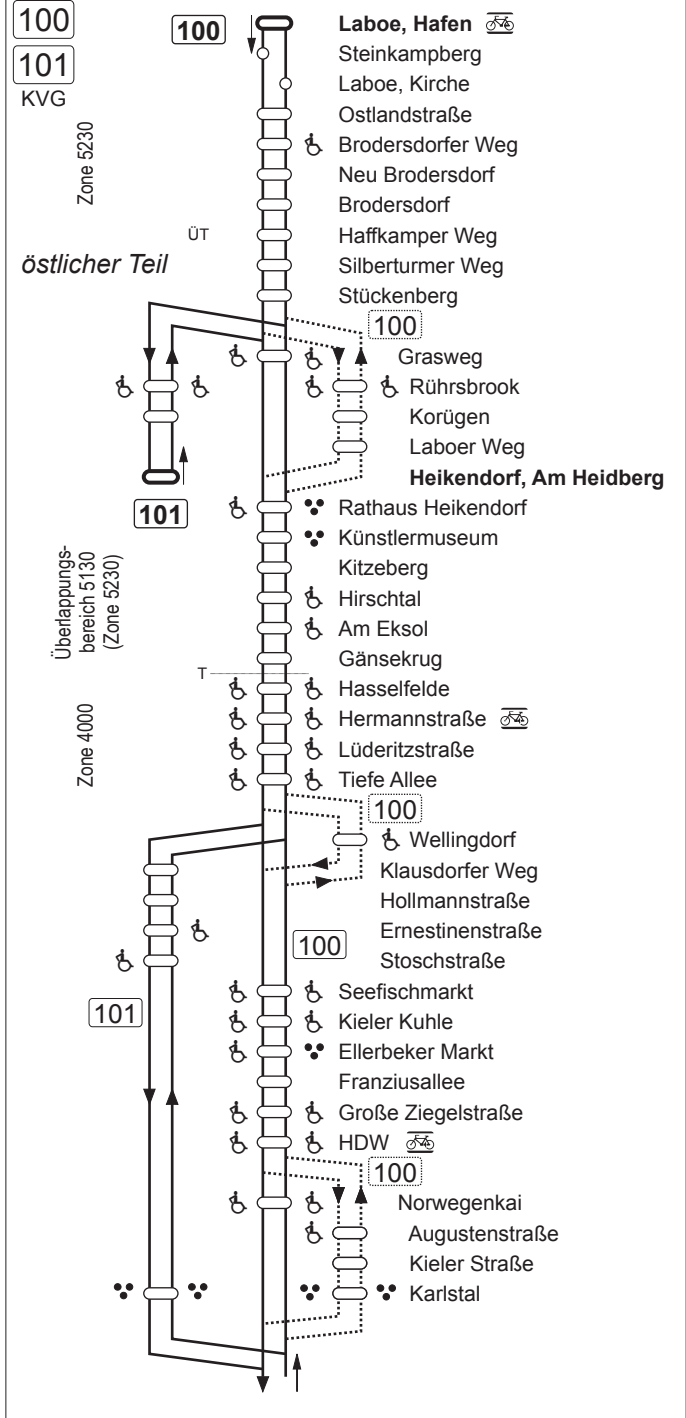 100
100
Laboe, Hafen
101
Steinkampberg
KVG
Laboe, Kirche
Ostlandstraße
Zone 5230
Brodersdorfer Weg
Neu Brodersdorf
Brodersdorf
ÜT
Haffkamper Weg
östlicher Teil
Silberturmer Weg
Stückenberg
100
Grasweg
Rührsbrook
Korügen
Laboer Weg
Heikendorf, Am Heidberg
101
Rathaus Heikendorf
Künstlermuseum
Überlappungs-
bereich 5130
(Zone 5230)
Kitzeberg
Hirschtal
Am Eksol
Gänsekrug
T
Hasselfelde
Zone 4000
Hermannstraße
Lüderitzstraße
Tiefe Allee
100
Wellingdorf
Klausdorfer Weg
Hollmannstraße
Ernestinenstraße
100
Stoschstraße
Seefischmarkt
101
Kieler Kuhle
Ellerbeker Markt
Franziusallee
Große Ziegelstraße
HDW
100
Norwegenkai
Augustenstraße
Kieler Straße
Karlstal